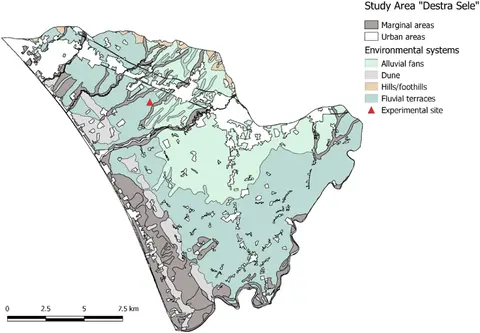 Study Area "Destra Sele"
Marginal areas
Urban areas
Environmental systems
Alluvial fans
Dune
Hills/foothills
Fluvial terraces
Experimental site
0 2.5 5 7.5 km